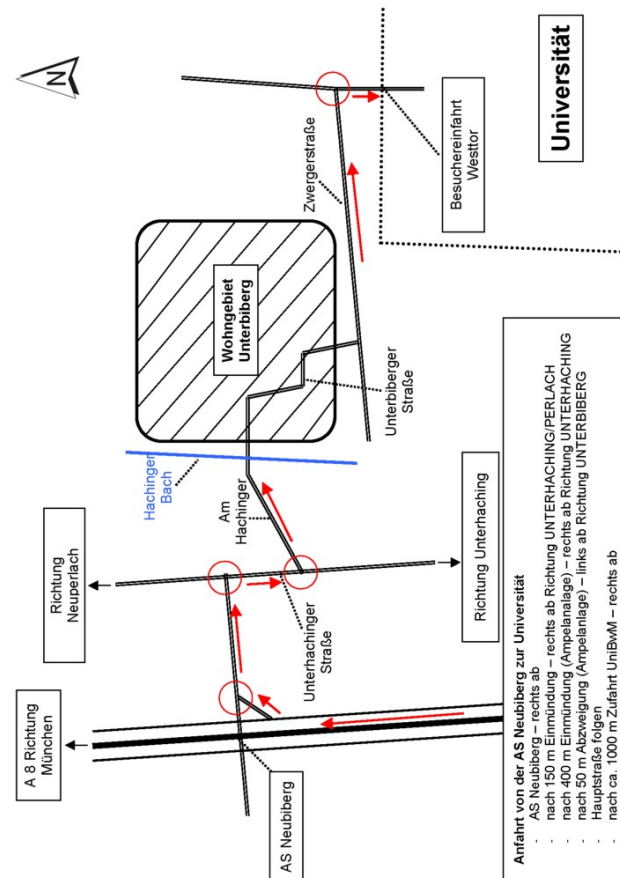 N
A 8 Richtung
München
Richtung
Neuperlach
Hachinger
Bach
Wohngebiet
Unterbiberg
Zwergerstraße
Am
Hachinger
Unterbiberger
Straße
Unterhachinger
Straße
AS Neubiberg
Richtung Unterhaching
Besuchereinfahrt
Westtor
Universität
Anfahrt von der AS Neubiberg zur Universität
- AS Neubiberg – rechts ab
- nach 150 m Einmündung – rechts ab Richtung UNTERHACHING/PERLACH
- nach 400 m Einmündung (Ampelanalage) – rechts ab Richtung UNTERHACHING
- nach 50 m Abzweigung (Ampelanlage) – links ab Richtung UNTERBIBERG
- Hauptstraße folgen
- nach ca. 1000 m Zufahrt UniBwM – rechts ab